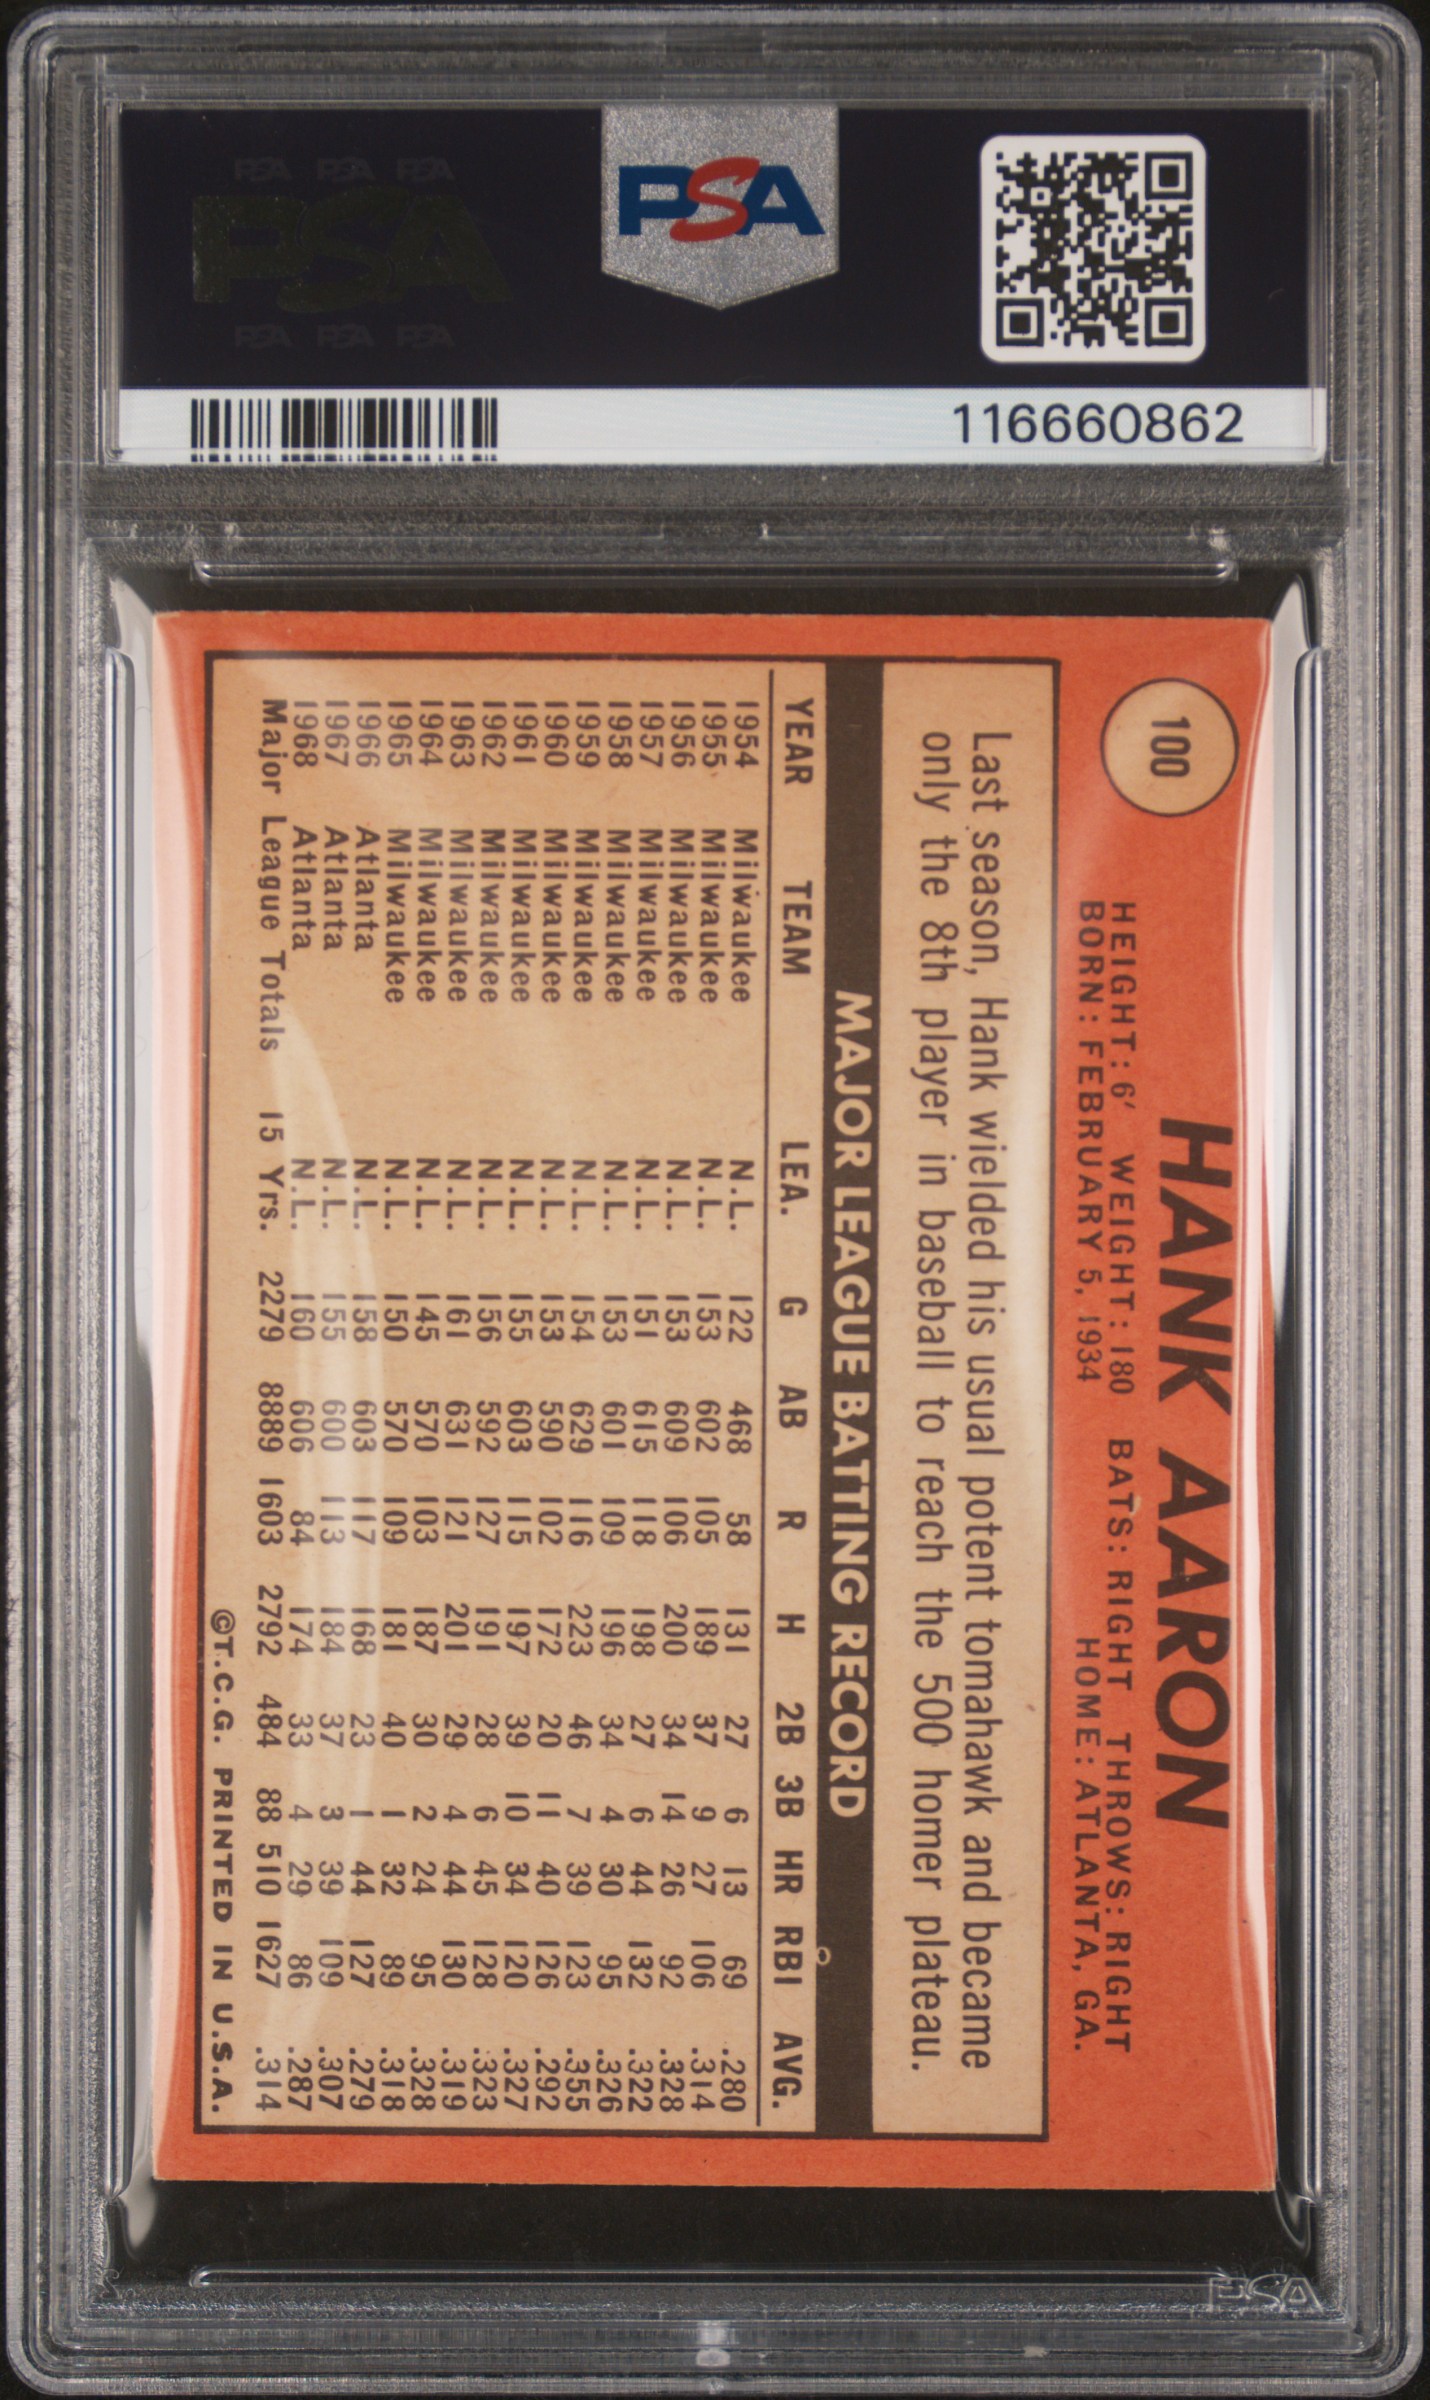 PSA PSA PSA
PSA
PSA PSA PSA
PSA
116660862
100
HANK AARON
HEIGHT: 6' WEIGHT: 180 BATS: RIGHT THROWS: RIGHT
BORN: FEBRUARY 5, 1934 HOME: ATLANTA, GA.
Last season, Hank wielded his usual potent tomahawk and became
only the 8th player in baseball to reach the 500 homer plateau.
MAJOR LEAGUE BATTING RECORD
YEAR TEAM LEA. G AB R H 2B 3B HR RBI AVG.
1954 Milwaukee N.L. 122 468 58 131 27 6 13 69 .280
1955 Milwaukee N.L. 153 602 105 189 37 9 27 106 .314
1956 Milwaukee N.L. 153 609 106 200 34 14 26 92 .328
1957 Milwaukee N.L. 151 615 118 198 27 6 44 132 .322
1958 Milwaukee N.L. 153 601 109 196 34 4 30 95 .326
1959 Milwaukee N.L. 154 629 116 223 46 7 39 123 .355
1960 Milwaukee N.L. 153 590 102 172 20 11 40 126 .292
1961 Milwaukee N.L. 155 603 115 197 39 10 34 120 .327
1962 Milwaukee N.L. 156 592 127 191 28 6 45 128 .323
1963 Milwaukee N.L. 161 631 121 201 29 4 44 130 .319
1964 Milwaukee N.L. 145 570 103 187 30 2 24 95 .328
1965 Milwaukee N.L. 150 570 109 181 40 1 32 89 .318
1966 Atlanta N.L. 158 603 117 168 23 1 44 127 .279
1967 Atlanta N.L. 155 600 113 184 37 3 39 109 .307
1968 Atlanta N.L. 160 606 84 174 33 4 29 86 .287
Major League Totals 15 Yrs. 2279 8889 1603 2792 484 88 510 1627 .314
©T.C.G. PRINTED IN U.S.A.
PSA